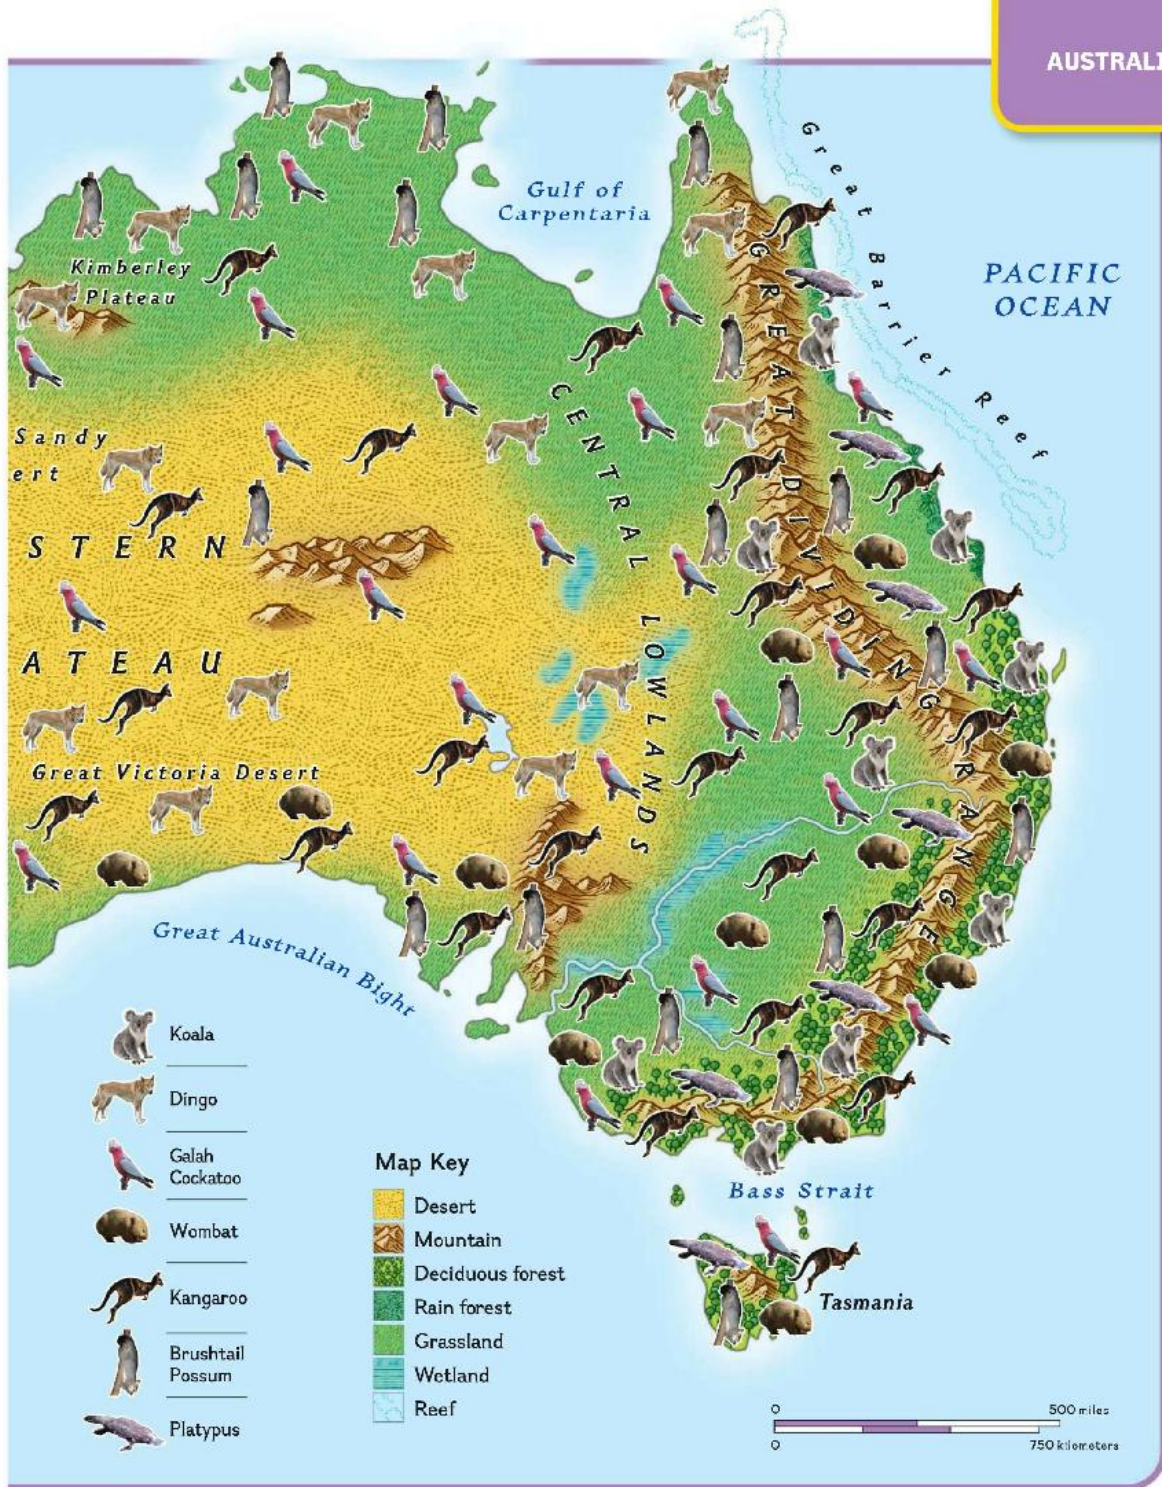 AUSTRALI
Great Barrier Reef
Gulf of
Carpentaria
PACIFIC
OCEAN
Kimberley
Plateau
GREAT DIVIDING RANGE
CENTRAL LOWLANDS
Sandy
ert
STERN
ATEAU
Great Victoria Desert
Great Australian Bight
Koala
Dingo
Galah
Cockatoo
Wombat
Kangaroo
Brushtail
Possum
Platypus
Map Key
Desert
Mountain
Deciduous forest
Rain forest
Grassland
Wetland
Reef
Bass Strait
Tasmania
0 500 miles
0 750 kilometers